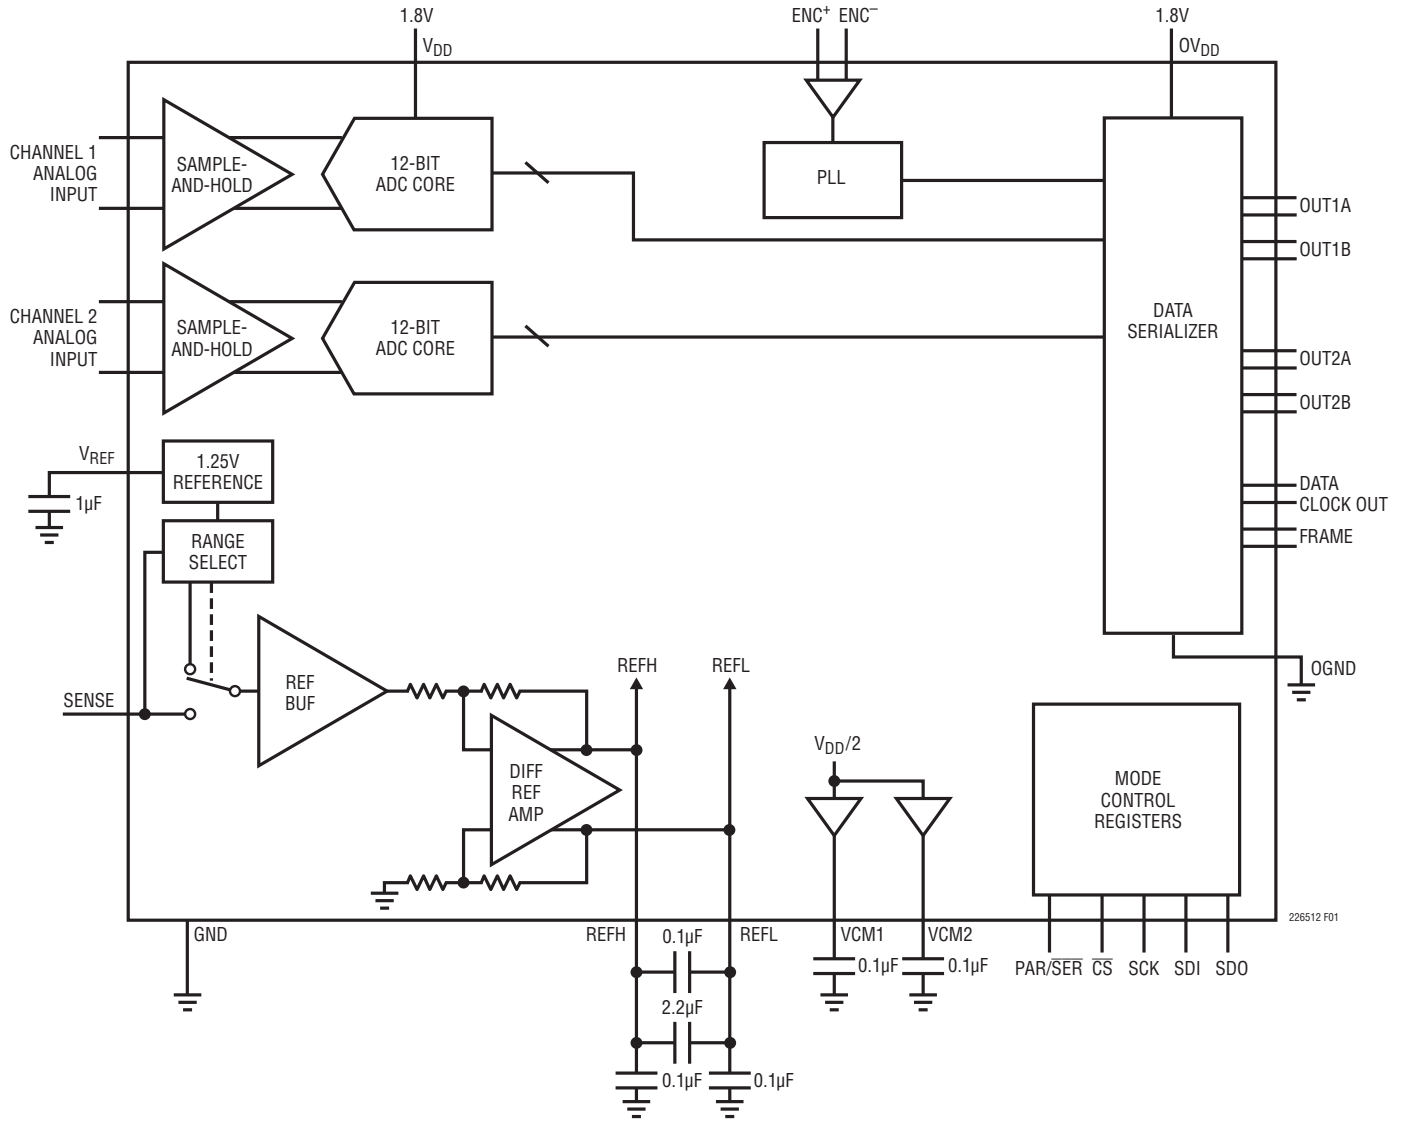 1.8V
ENC⁺ ENC⁻
1.8V
VDD
OVDD
CHANNEL 1
ANALOG
INPUT
SAMPLE-
AND-HOLD
12-BIT
ADC CORE
PLL
OUT1A
OUT1B
CHANNEL 2
ANALOG
INPUT
SAMPLE-
AND-HOLD
12-BIT
ADC CORE
DATA
SERIALIZER
OUT2A
OUT2B
VREF
1.25V
REFERENCE
1µF
DATA
CLOCK OUT
FRAME
RANGE
SELECT
SENSE
REF
BUF
REFH
REFL
OGND
DIFF
REF
AMP
VDD/2
MODE
CONTROL
REGISTERS
226512 F01
GND
REFH
0.1µF
REFL
VCM1
VCM2
0.1µF
0.1µF
PAR/S̅E̅R̅
C̅S̅
SCK
SDI
SDO
2.2µF
0.1µF
0.1µF